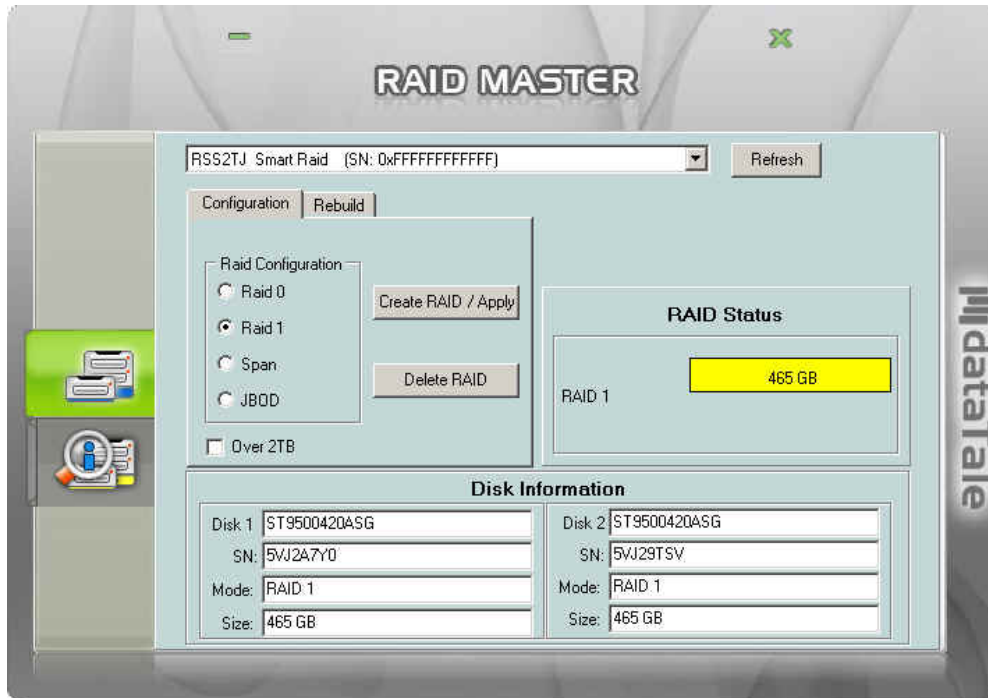 RAID MASTER
RSS2TJ Smart Raid (SN: 0xFFFFFFFFFFFF)
Refresh
Configuration
Rebuild
Raid Configuration
Raid 0
Raid 1
Span
JBOD
Create RAID / Apply
Delete RAID
Over 2TB
RAID Status
RAID 1
465 GB
dataTale
Disk Information
Disk 1 ST9500420ASG
SN: 5VJ2A7Y0
Mode: RAID 1
Size: 465 GB
Disk 2 ST9500420ASG
SN: 5VJ29TSV
Mode: RAID 1
Size: 465 GB